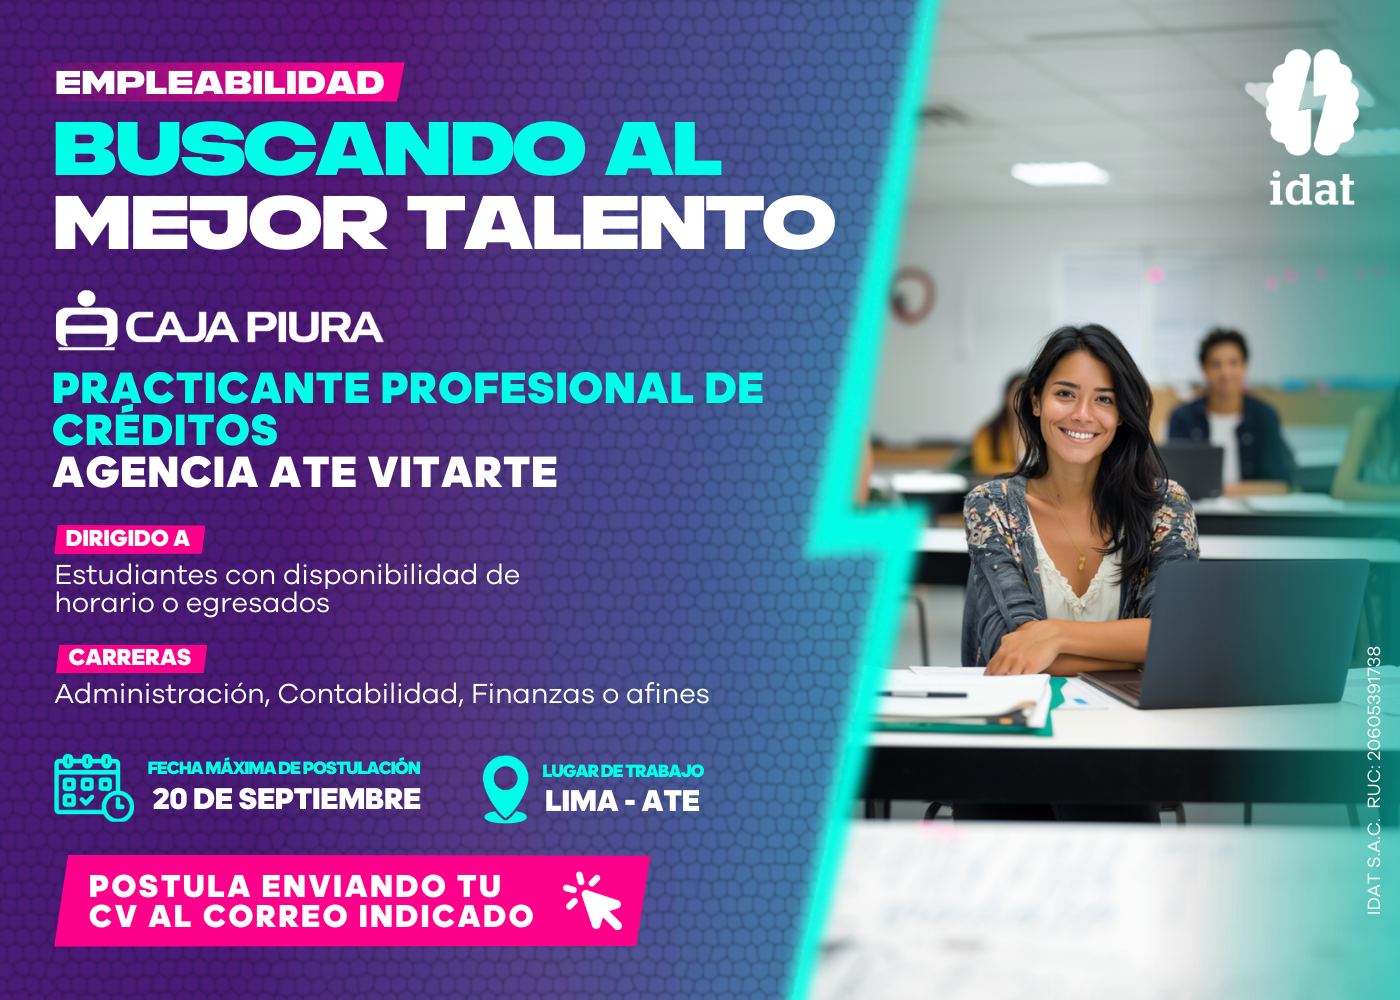 EMPLEABILIDAD
BUSCANDO AL
MEJOR TALENTO
CAJA PIURA
PRACTICANTE PROFESIONAL DE
CRÉDITOS
AGENCIA ATE VITARTE
DIRIGIDO A
Estudiantes con disponibilidad de
horario o egresados
CARRERAS
Administración, Contabilidad, Finanzas o afines
FECHA MÁXIMA DE POSTULACIÓN
20 DE SEPTIEMBRE
LUGAR DE TRABAJO
LIMA - ATE
POSTULA ENVIANDO TU
CV AL CORREO INDICADO
idat
IDAT S.A.C. RUC: 20605391738